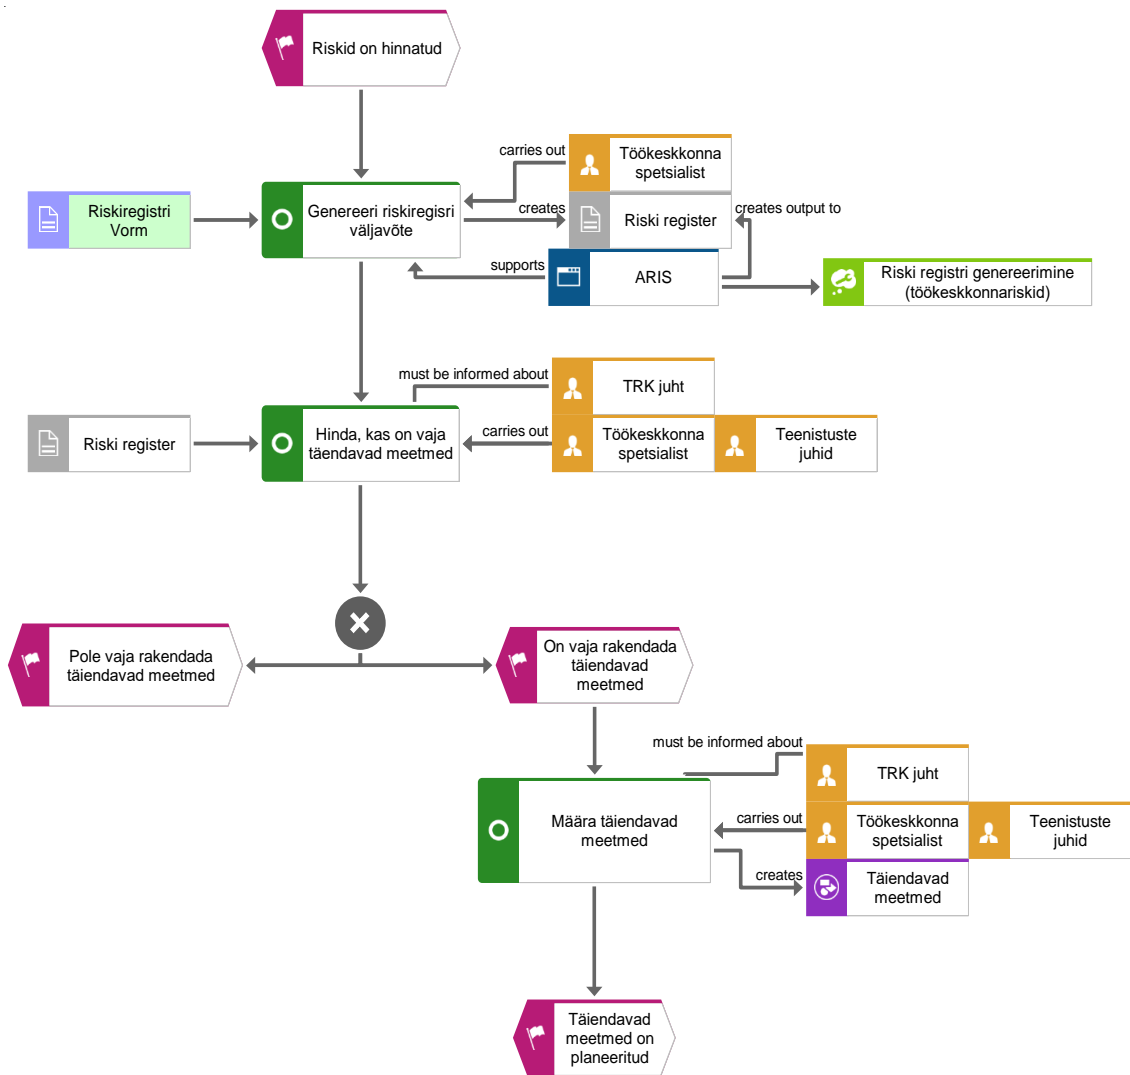 Riskid on hinnatud
carries out
Töökeskkonna
spetsialist
Riskiregistri
Vorm
Genereeri riskiregisri
väljavõte
creates
Riski register
creates output to
supports
ARIS
Riski registri genereerimine
(töökeskkonnariskid)
must be informed about
TRK juht
Riski register
Hinda, kas on vaja
täendavad meetmed
carries out
Töökeskkonna
spetsialist
Teenistuste
juhid
Pole vaja rakendada
täiendavad meetmed
On vaja rakendada
täiendavad
meetmed
must be informed about
TRK juht
Määra täiendavad
meetmed
carries out
Töökeskkonna
spetsialist
Teenistuste
juhid
creates
Täiendavad
meetmed
Täiendavad
meetmed on
planeeritud